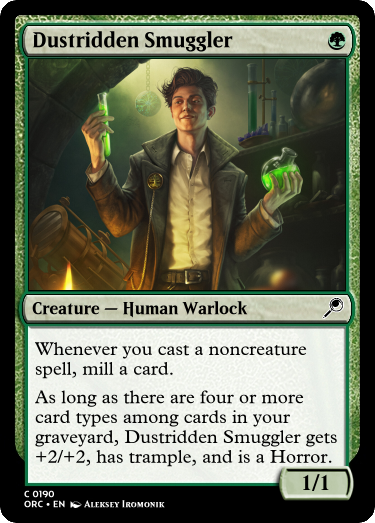 Dustridden Smuggler
Creature — Human Warlock
Whenever you cast a noncreature
spell, mill a card.
As long as there are four or more
card types among cards in your
graveyard, Dustridden Smuggler gets
+2/+2, has trample, and is a Horror.
1/1
C 0190
ORC • EN Aleksey Iromonik